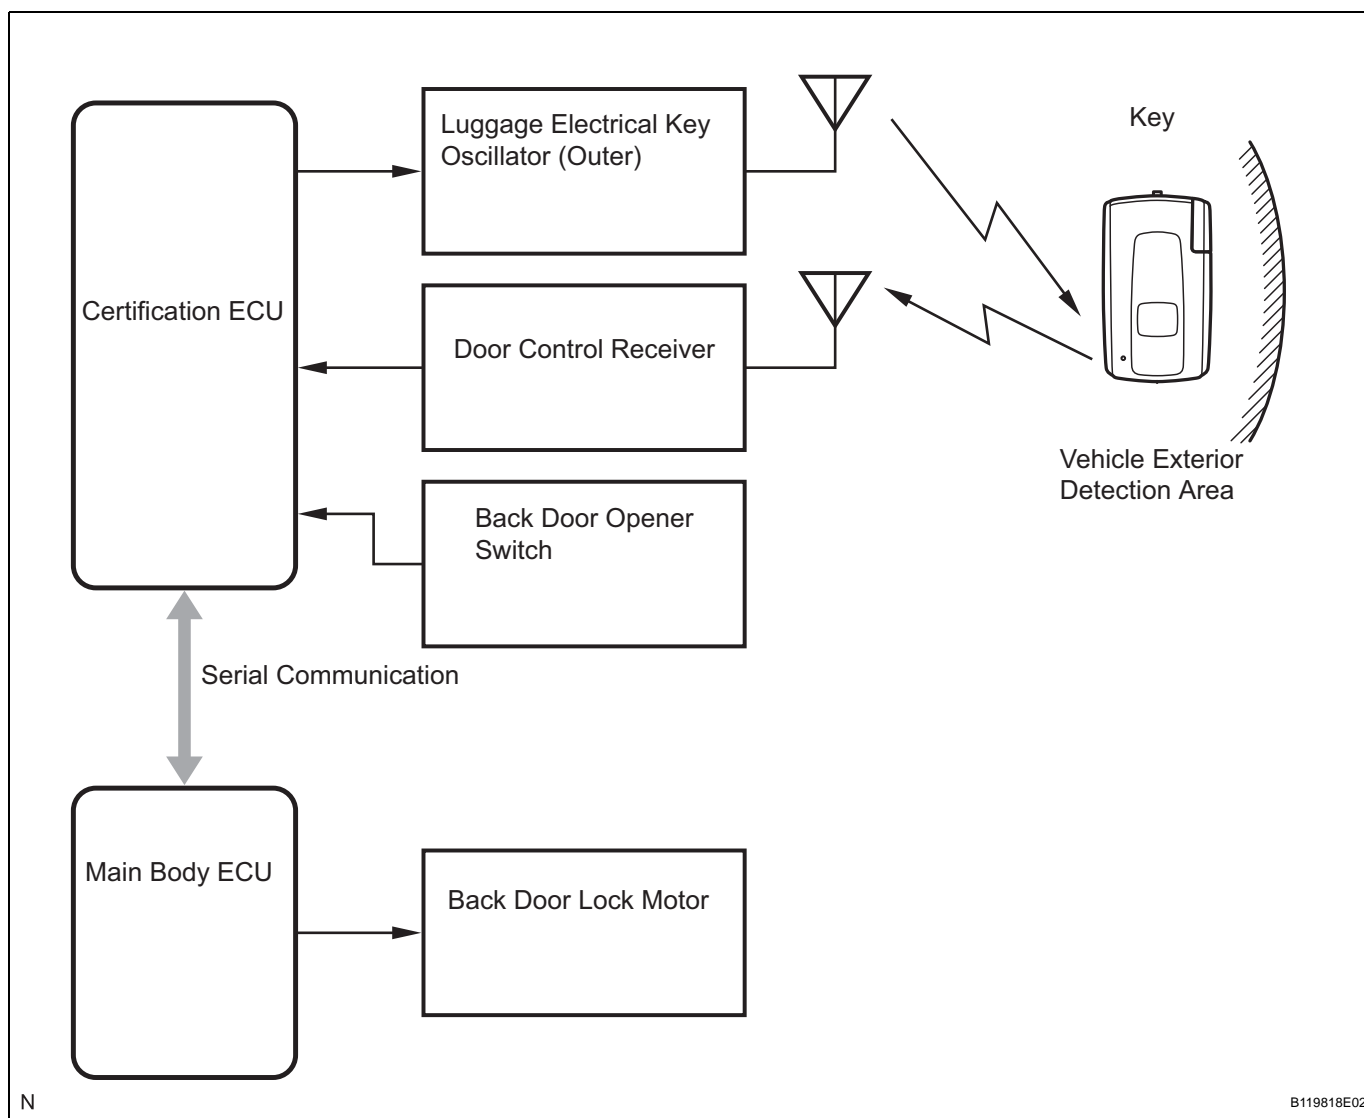 Luggage Electrical Key
Oscillator (Outer)
Key
Certification ECU
Door Control Receiver
Vehicle Exterior
Detection Area
Back Door Opener
Switch
Serial Communication
Main Body ECU
Back Door Lock Motor
N
B119818E02